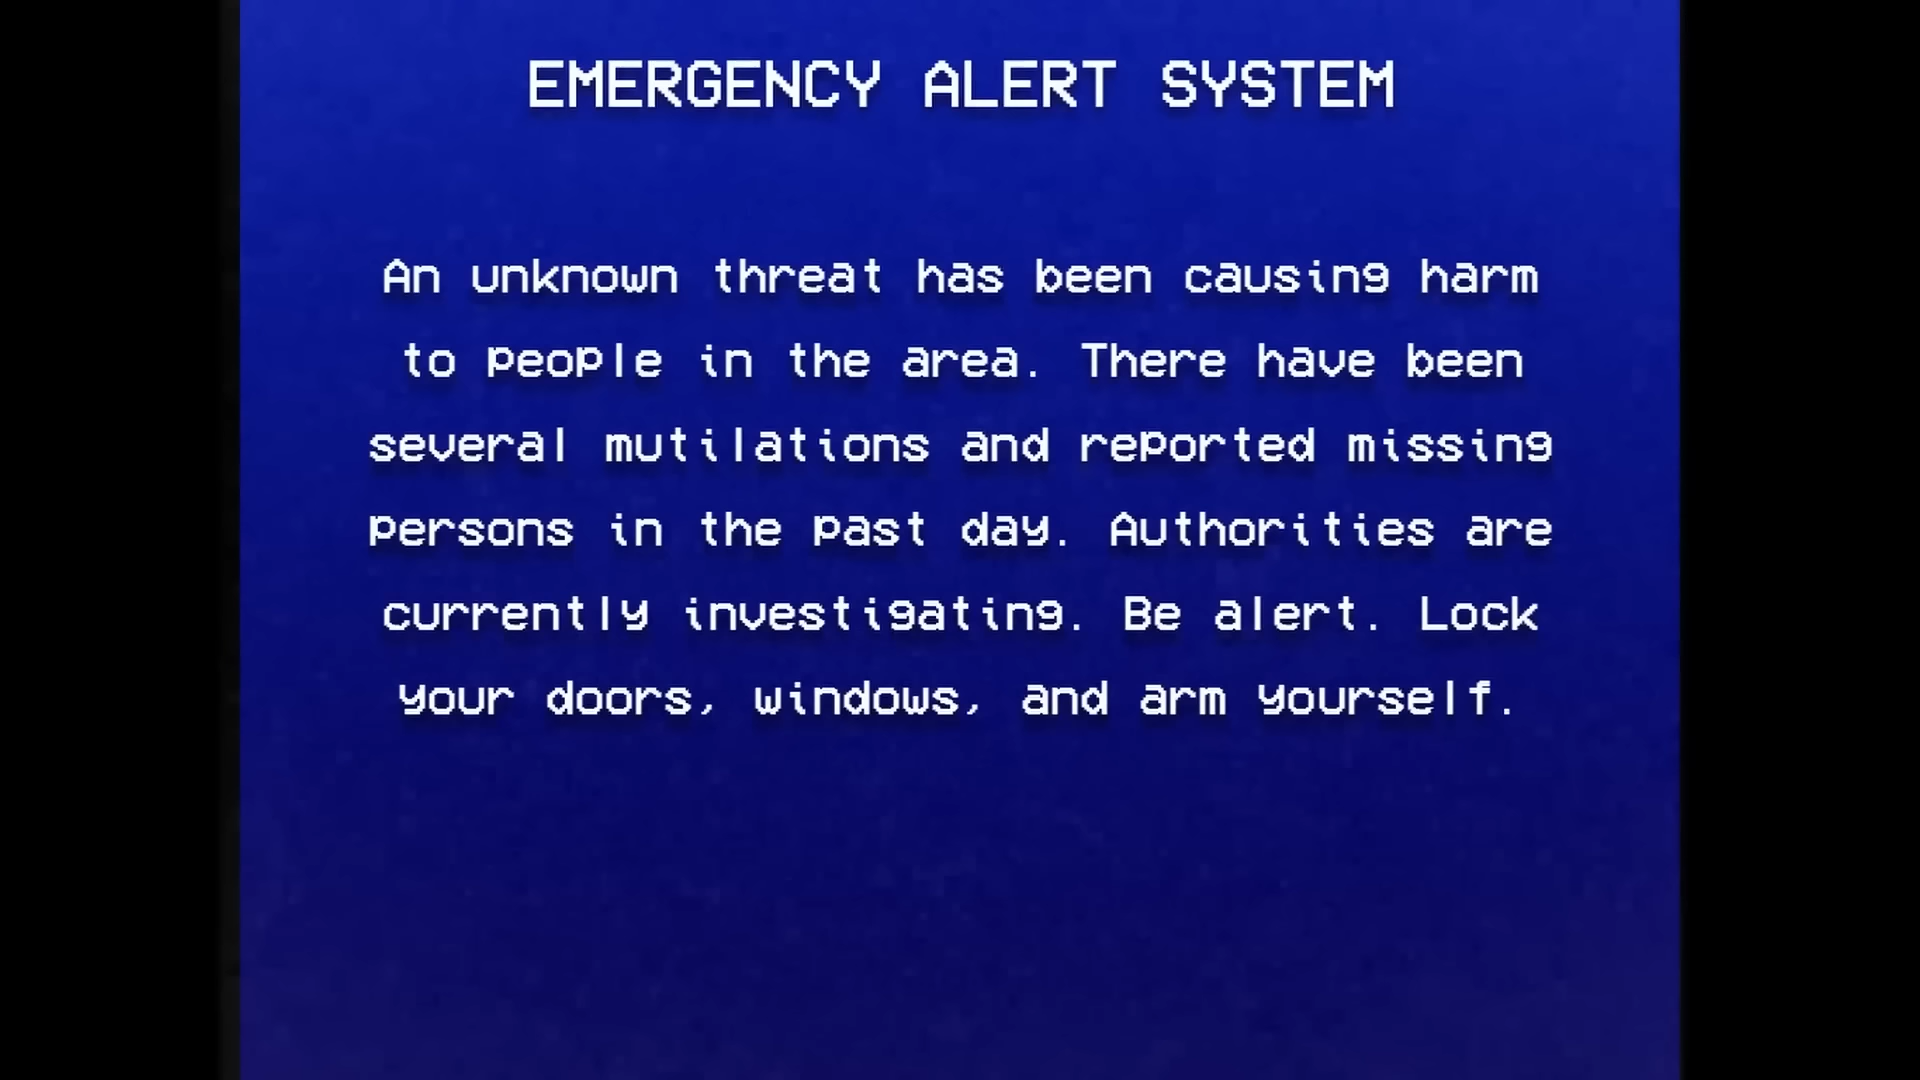 EMERGENCY ALERT SYSTEM
An unknown threat has been causing harm
to people in the area. There have been
several mutilations and reported missing
persons in the past day. Authorities are
currently investigating. Be alert. Lock
your doors, windows, and arm yourself.